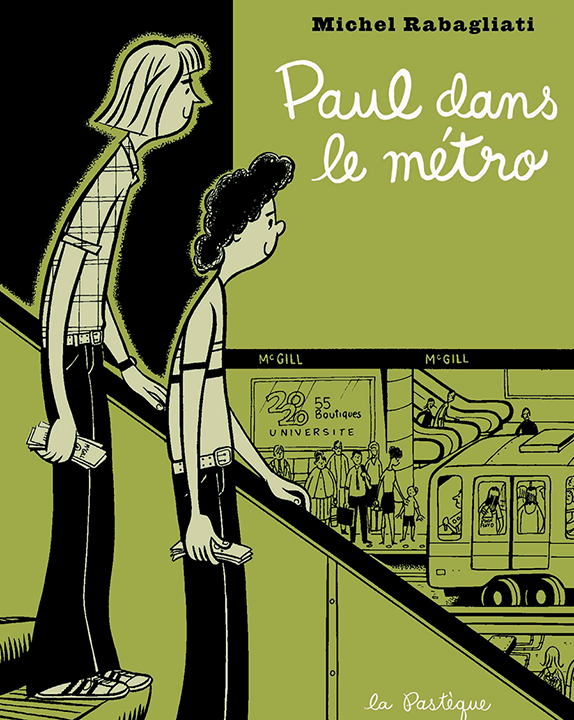 Michel Rabagliati
Paul dans
le métro
McGILL
McGILL
2020
55
Boutiques
UNIVERSITE
la Pastèque